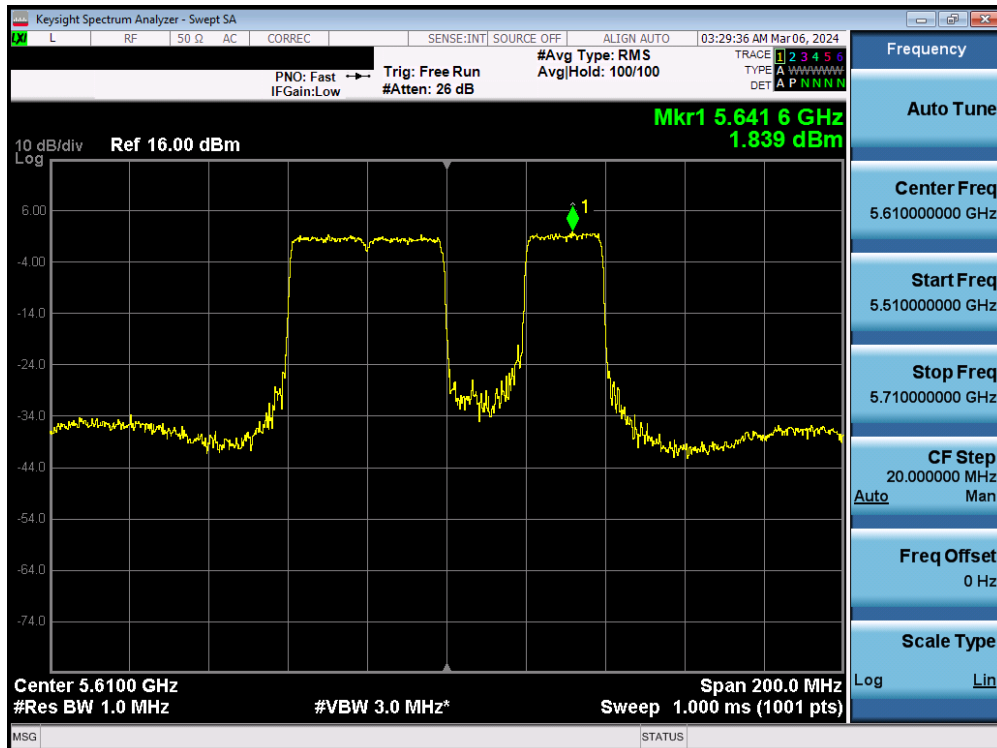 Keysight Spectrum Analyzer - Swept SA
LXI L RF 50 Ω AC CORREC SENSE:INT SOURCE OFF ALIGN AUTO 03:29:36 AM Mar 06, 2024
PNO: Fast
IFGain:Low
Trig: Free Run
#Atten: 26 dB
#Avg Type: RMS
Avg|Hold: 100/100
TRACE 1 2 3 4 5 6
TYPE A WWWWW
DET A P N N N N
Mkr1 5.641 6 GHz
1.839 dBm
10 dB/div Ref 16.00 dBm
Log
1
6.00
-4.00
-14.0
-24.0
-34.0
-44.0
-54.0
-64.0
-74.0
Center 5.6100 GHz Span 200.0 MHz
#Res BW 1.0 MHz #VBW 3.0 MHz* Sweep 1.000 ms (1001 pts)
MSG STATUS
Frequency
Auto Tune
Center Freq
5.610000000 GHz
Start Freq
5.510000000 GHz
Stop Freq
5.710000000 GHz
CF Step
20.000000 MHz
Auto Man
Freq Offset
0 Hz
Scale Type
Log Lin